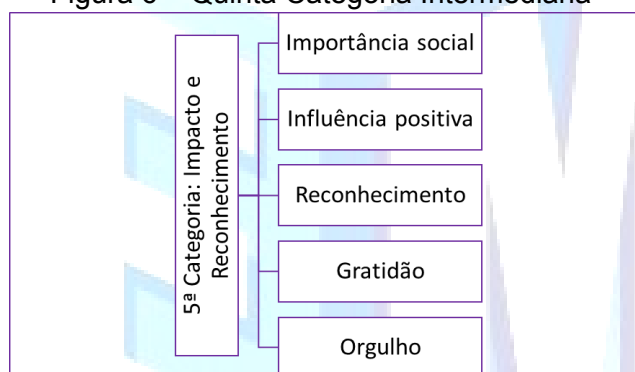 5ª Categoria: Impacto e
Reconhecimento
Importância social
Influência positiva
Reconhecimento
Gratidão
Orgulho